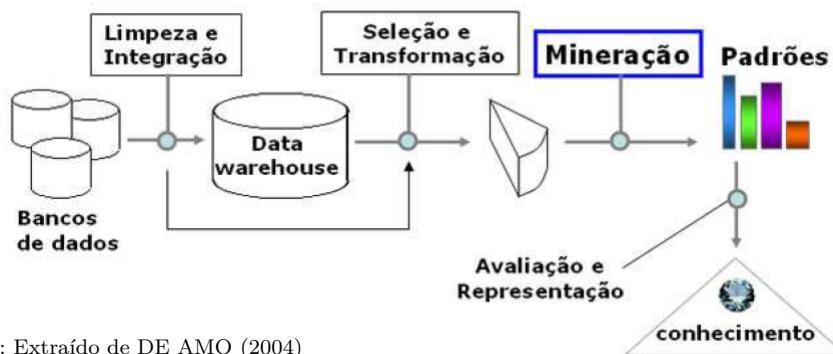 Limpeza e
Integração
Seleção e
Transformação
Mineração
Padrões
Data
warehouse
Bancos
de dados
Avaliação e
Representação
conhecimento
: Extraído de DE AMO (2004)